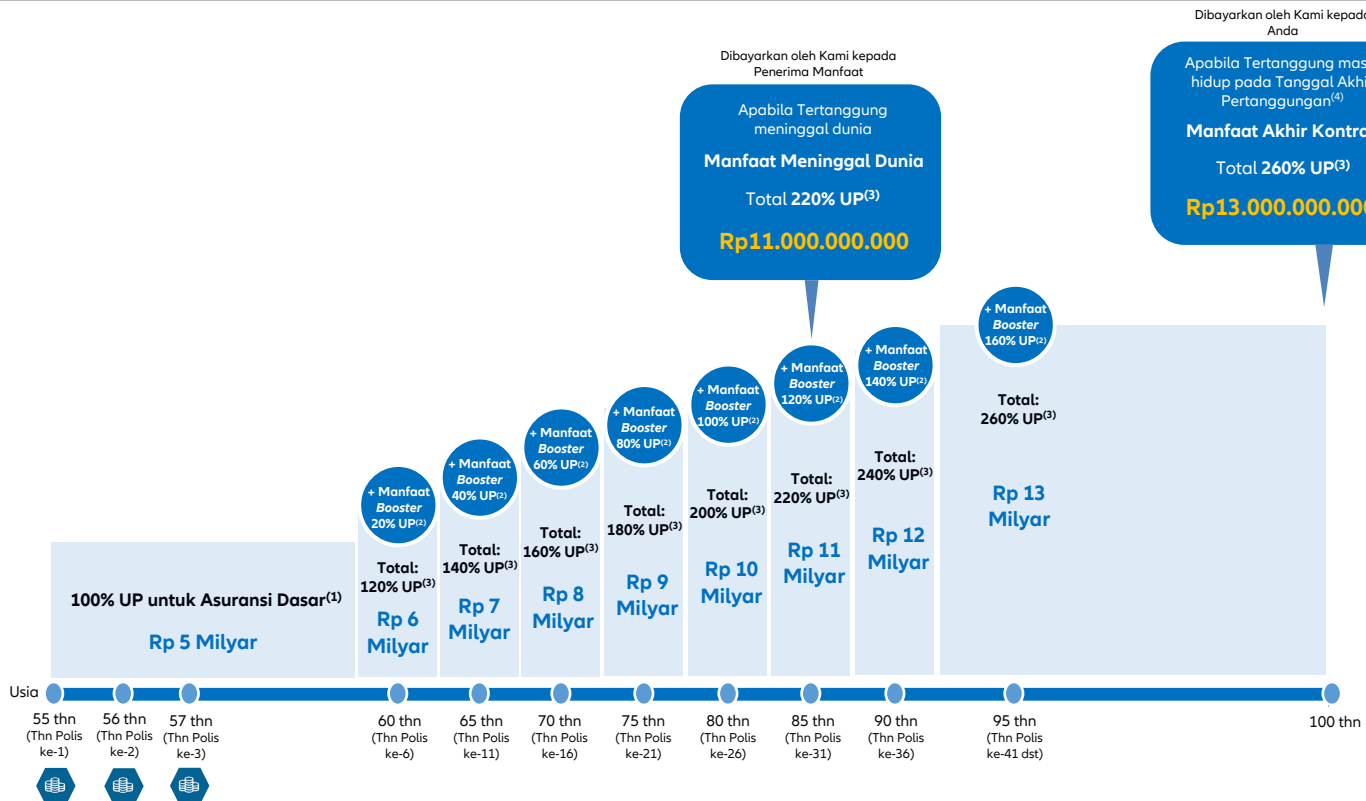 Dibayarkan oleh Kami kepada
Anda
Apabila Tertanggung mas
hidup pada Tanggal Akhi
Pertanggungan(4)
Manfaat Akhir Kontra
Total 260% UP(3)
Rp13.000.000.000
Dibayarkan oleh Kami kepada
Penerima Manfaat
Apabila Tertanggung
meninggal dunia
Manfaat Meninggal Dunia
Total 220% UP(3)
Rp11.000.000.000
100% UP untuk Asuransi Dasar(1)
Rp 5 Milyar
+ Manfaat
Booster
20% UP(2)
Total:
120% UP(3)
Rp 6
Milyar
+ Manfaat
Booster
40% UP(2)
Total:
140% UP(3)
Rp 7
Milyar
+ Manfaat
Booster
60% UP(2)
Total:
160% UP(3)
Rp 8
Milyar
+ Manfaat
Booster
80% UP(2)
Total:
180% UP(3)
Rp 9
Milyar
+ Manfaat
Booster
100% UP(2)
Total:
200% UP(3)
Rp 10
Milyar
+ Manfaat
Booster
120% UP(2)
Total:
220% UP(3)
Rp 11
Milyar
+ Manfaat
Booster
140% UP(2)
Total:
240% UP(3)
Rp 12
Milyar
+ Manfaat
Booster
160% UP(2)
Total:
260% UP(3)
Rp 13
Milyar
Usia
55 thn
(Thn Polis
ke-1)
56 thn
(Thn Polis
ke-2)
57 thn
(Thn Polis
ke-3)
60 thn
(Thn Polis
ke-6)
65 thn
(Thn Polis
ke-11)
70 thn
(Thn Polis
ke-16)
75 thn
(Thn Polis
ke-21)
80 thn
(Thn Polis
ke-26)
85 thn
(Thn Polis
ke-31)
90 thn
(Thn Polis
ke-36)
95 thn
(Thn Polis
ke-41 dst)
100 thn